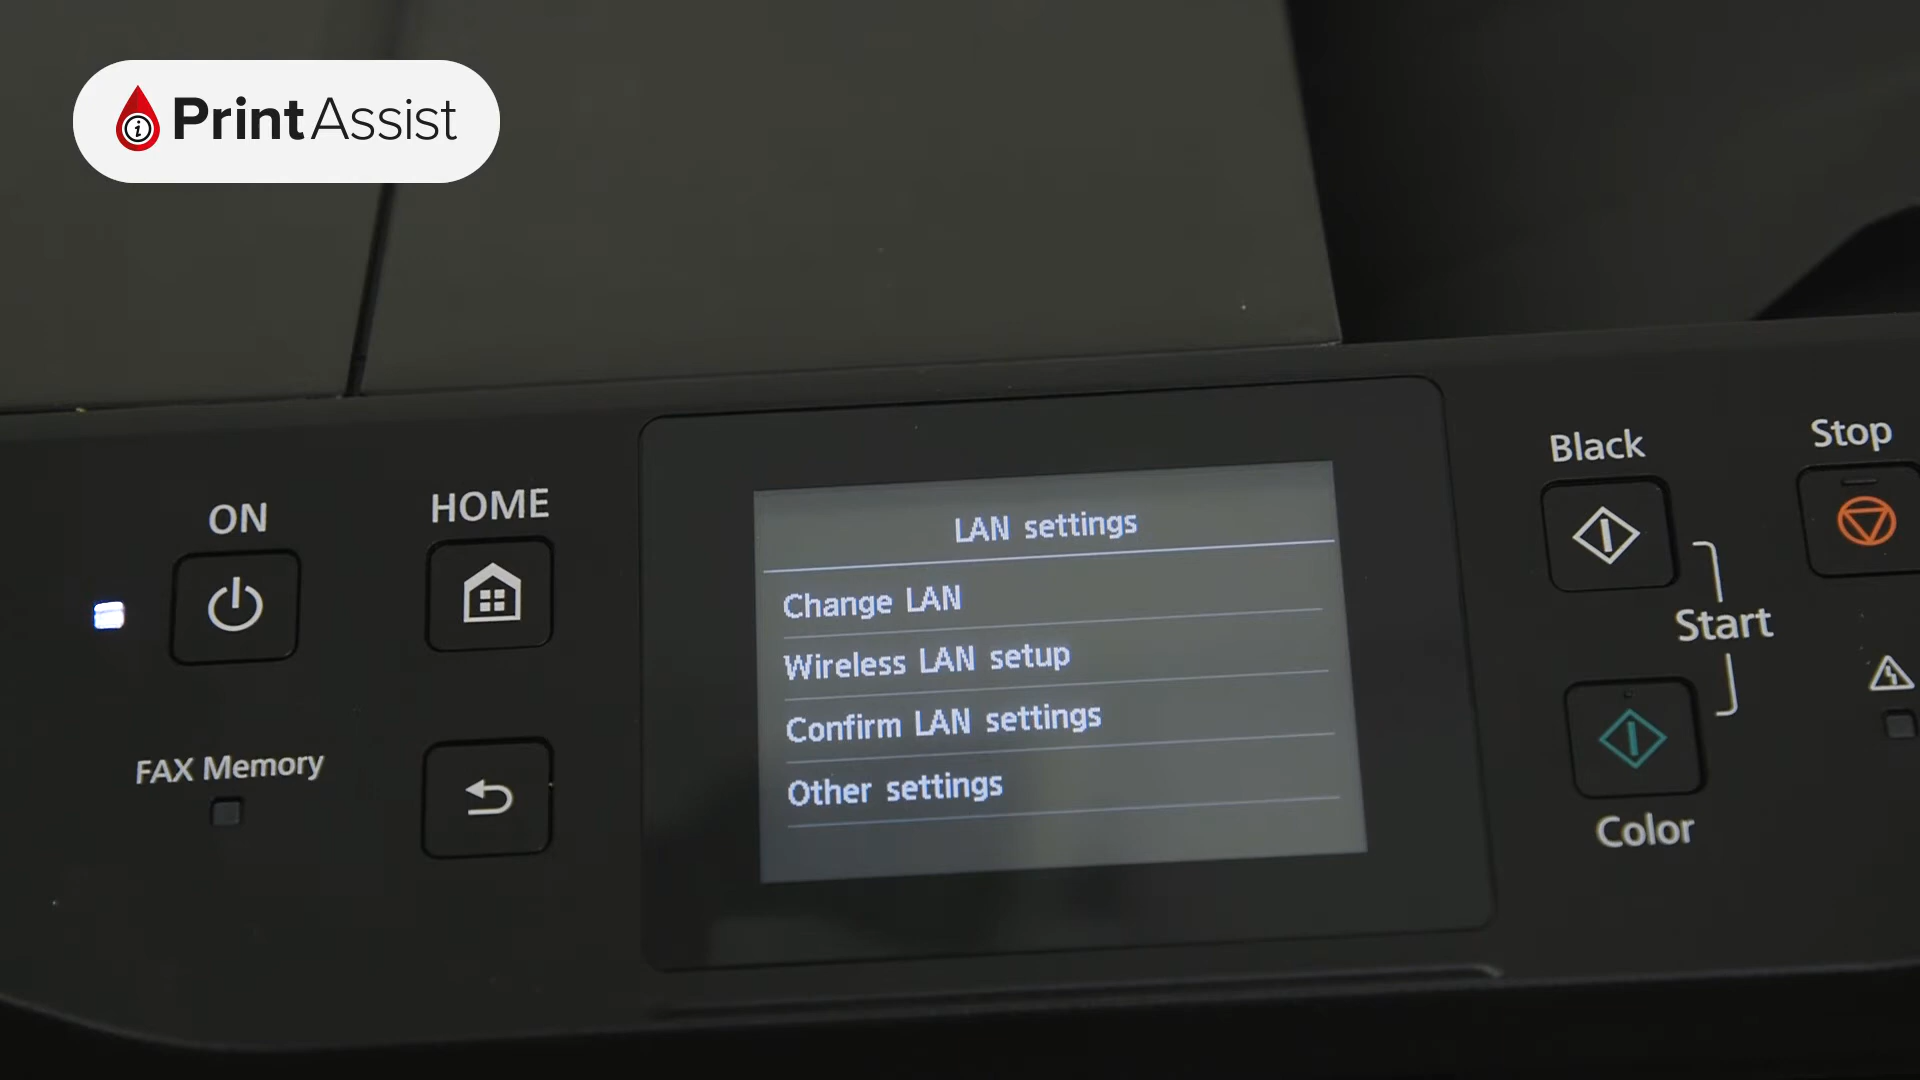 PrintAssist
ON
HOME
FAX Memory
LAN settings
Change LAN
Wireless LAN setup
Confirm LAN settings
Other settings
Black
Stop
Start
Color